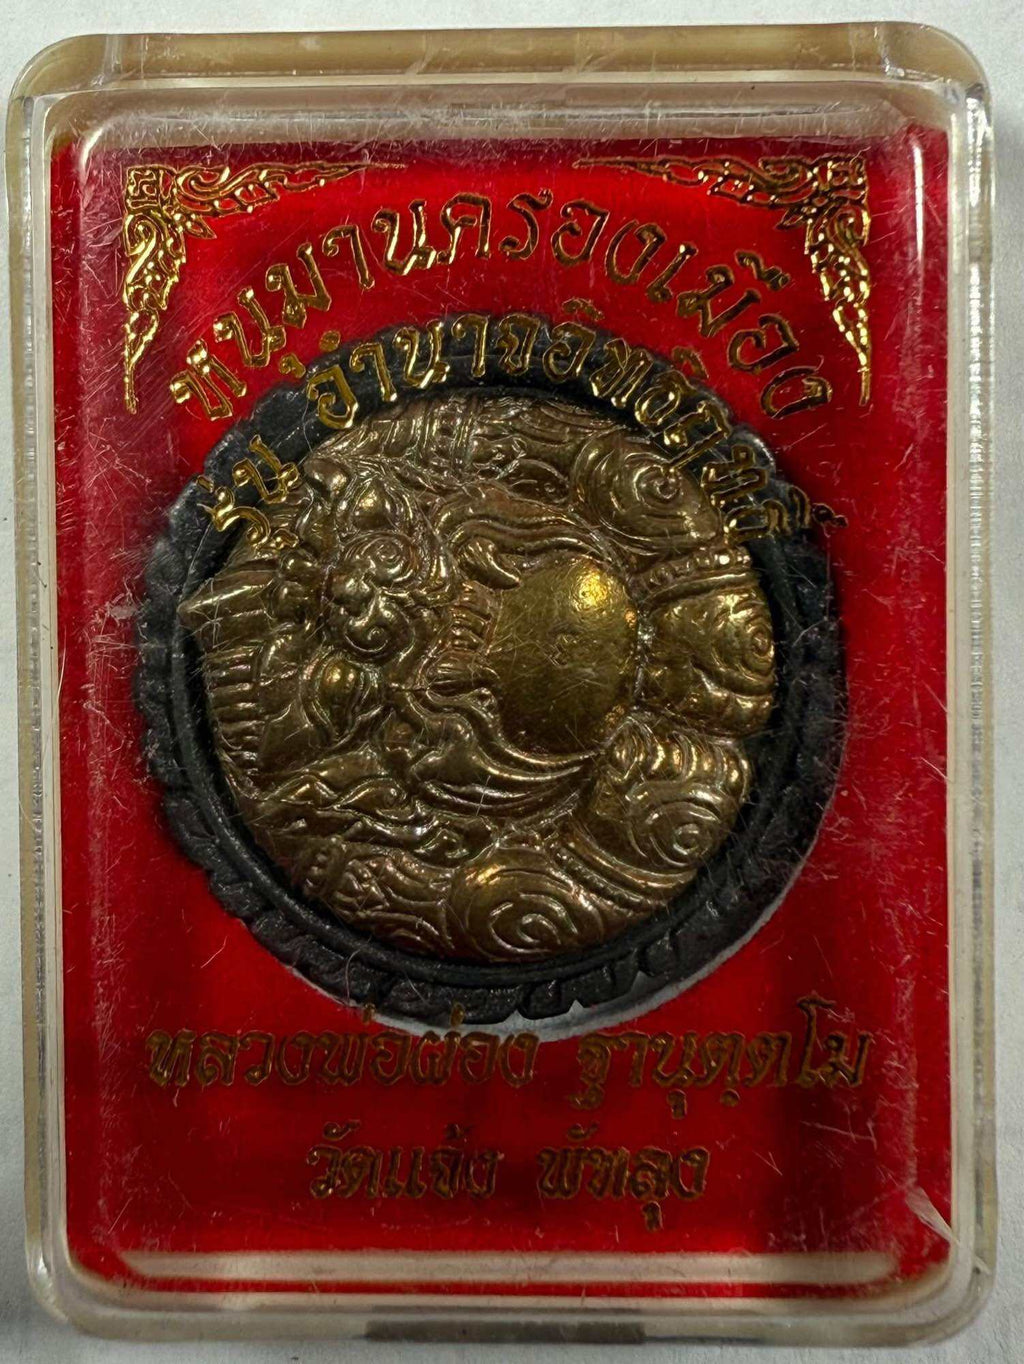 หนุมานครองเมือง
รุ่น อำนาจอิทธิฤทธิ์
หลวงพ่อผ่อง ฐานุตฺตโม
วัดแจ้ง พัทลุง